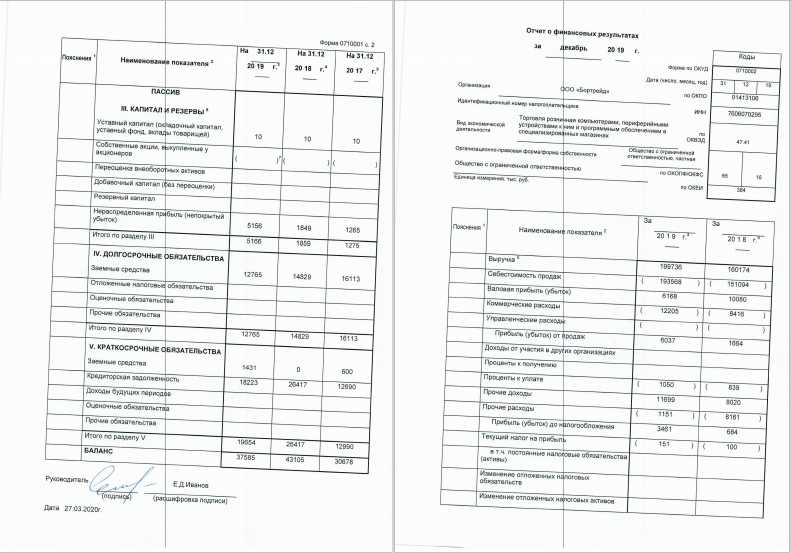 Форма 0710001 с. 2
Пояснения 1 Наименование показателя 2 На 31.12 На 31.12 На 31.12
20 19 г.3 20 18 г.4 20 17 г.5
ПАССИВ
III. КАПИТАЛ И РЕЗЕРВЫ 6
Уставный капитал (складочный капитал,
уставный фонд, вклады товарищей) 10 10 10
Собственные акции, выкупленные у
акционеров ( )7 ( ) ( )
Переоценка внеоборотных активов
Добавочный капитал (без переоценки)
Резервный капитал
Нераспределенная прибыль (непокрытый
убыток) 5156 1849 1265
Итого по разделу III 5166 1859 1275
IV. ДОЛГОСРОЧНЫЕ ОБЯЗАТЕЛЬСТВА
Заемные средства 12765 14829 16113
Отложенные налоговые обязательства
Оценочные обязательства
Прочие обязательства
Итого по разделу IV 12765 14829 16113
V. КРАТКОСРОЧНЫЕ ОБЯЗАТЕЛЬСТВА
Заемные средства 1431 0 600
Кредиторская задолженность 18223 26417 12690
Доходы будущих периодов
Оценочные обязательства
Прочие обязательства
Итого по разделу V 19654 26417 12990
БАЛАНС 37585 43105 30678
Руководитель Е.Д.Иванов
(подпись) (расшифровка подписи)
Дата 27.03.2020г.
Отчет о финансовых результатах
за декабрь 20 19 г.
Коды
Форма по ОКУД 0710002
Дата (число, месяц, год) 31 12 19
Организация ООО «Бортрейд» по ОКПО 01413106
Идентификационный номер налогоплательщика ИНН 7606070295
Вид экономической
деятельности
Торговля розничная компьютерами, периферийными
устройствами к ним и программным обеспечением в
специализированных магазинах
по
ОКВЭД 47.41
Организационно-правовая форма/форма собственности Общество с ограниченной
ответственностью, частная
Общество с ограниченной ответственностью по ОКОПФ/ОКФС 65 16
Единица измерения: тыс. руб. по ОКЕИ 384
Пояснения 1 Наименование показателя 2 За За
20 1 9 г.3 20 1 8 г.4
Выручка 5 199736 160174
Себестоимость продаж ( 193568 ) ( 151094 )
Валовая прибыль (убыток) 6168 10080
Коммерческие расходы ( 12205 ) ( 8416 )
Управленческие расходы ( ) ( )
Прибыль (убыток) от продаж 6037 1664
Доходы от участия в других организациях
Проценты к получению
Проценты к уплате ( 1050 ) ( 839 )
Прочие доходы 11699 8020
Прочие расходы ( 1151 ) ( 8161 )
Прибыль (убыток) до налогообложения 3461 684
Текущий налог на прибыль ( 151 ) ( 100 )
в т.ч. постоянные налоговые обязательства
(активы)
Изменение отложенных налоговых
обязательств
Изменение отложенных налоговых активов